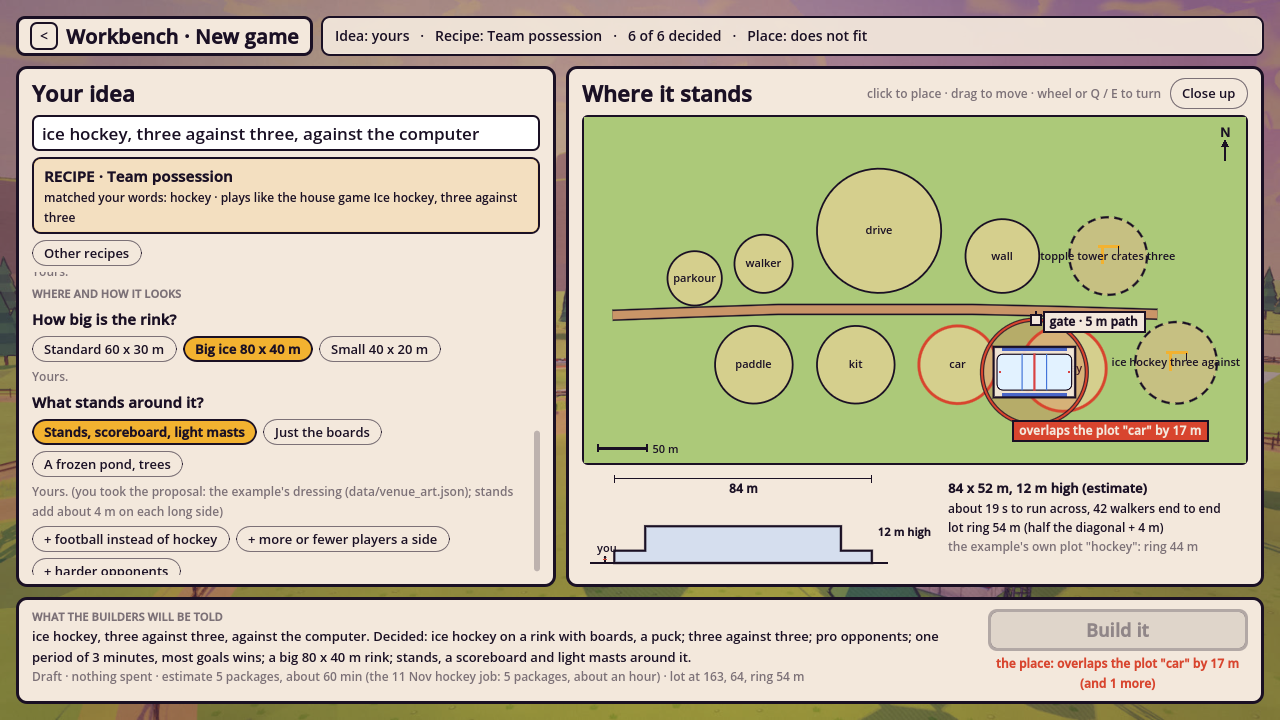 < Workbench · New game
Idea: yours · Recipe: Team possession · 6 of 6 decided · Place: does not fit
Your idea
ice hockey, three against three, against the computer
RECIPE · Team possession
matched your words: hockey · plays like the house game Ice hockey, three against
three
Other recipes
Yours.
WHERE AND HOW IT LOOKS
How big is the rink?
Standard 60 x 30 m Big ice 80 x 40 m Small 40 x 20 m
Yours.
What stands around it?
Stands, scoreboard, light masts Just the boards
A frozen pond, trees
Yours. (you took the proposal: the example's dressing (data/venue_art.json); stands
add about 4 m on each long side)
+ football instead of hockey + more or fewer players a side
+ harder opponents
Where it stands
click to place · drag to move · wheel or Q / E to turn Close up
N
drive
parkour walker wall topple tower crates three
gate · 5 m path
paddle kit car y ice hockey three against
overlaps the plot "car" by 17 m
50 m
84 m
12 m high
you
84 x 52 m, 12 m high (estimate)
about 19 s to run across, 42 walkers end to end
lot ring 54 m (half the diagonal + 4 m)
the example's own plot "hockey": ring 44 m
WHAT THE BUILDERS WILL BE TOLD
ice hockey, three against three, against the computer. Decided: ice hockey on a rink with boards, a puck; three against three; pro opponents; one
period of 3 minutes, most goals wins; a big 80 x 40 m rink; stands, a scoreboard and light masts around it.
Draft · nothing spent · estimate 5 packages, about 60 min (the 11 Nov hockey job: 5 packages, about an hour) · lot at 163, 64, ring 54 m
Build it
the place: overlaps the plot "car" by 17 m
(and 1 more)